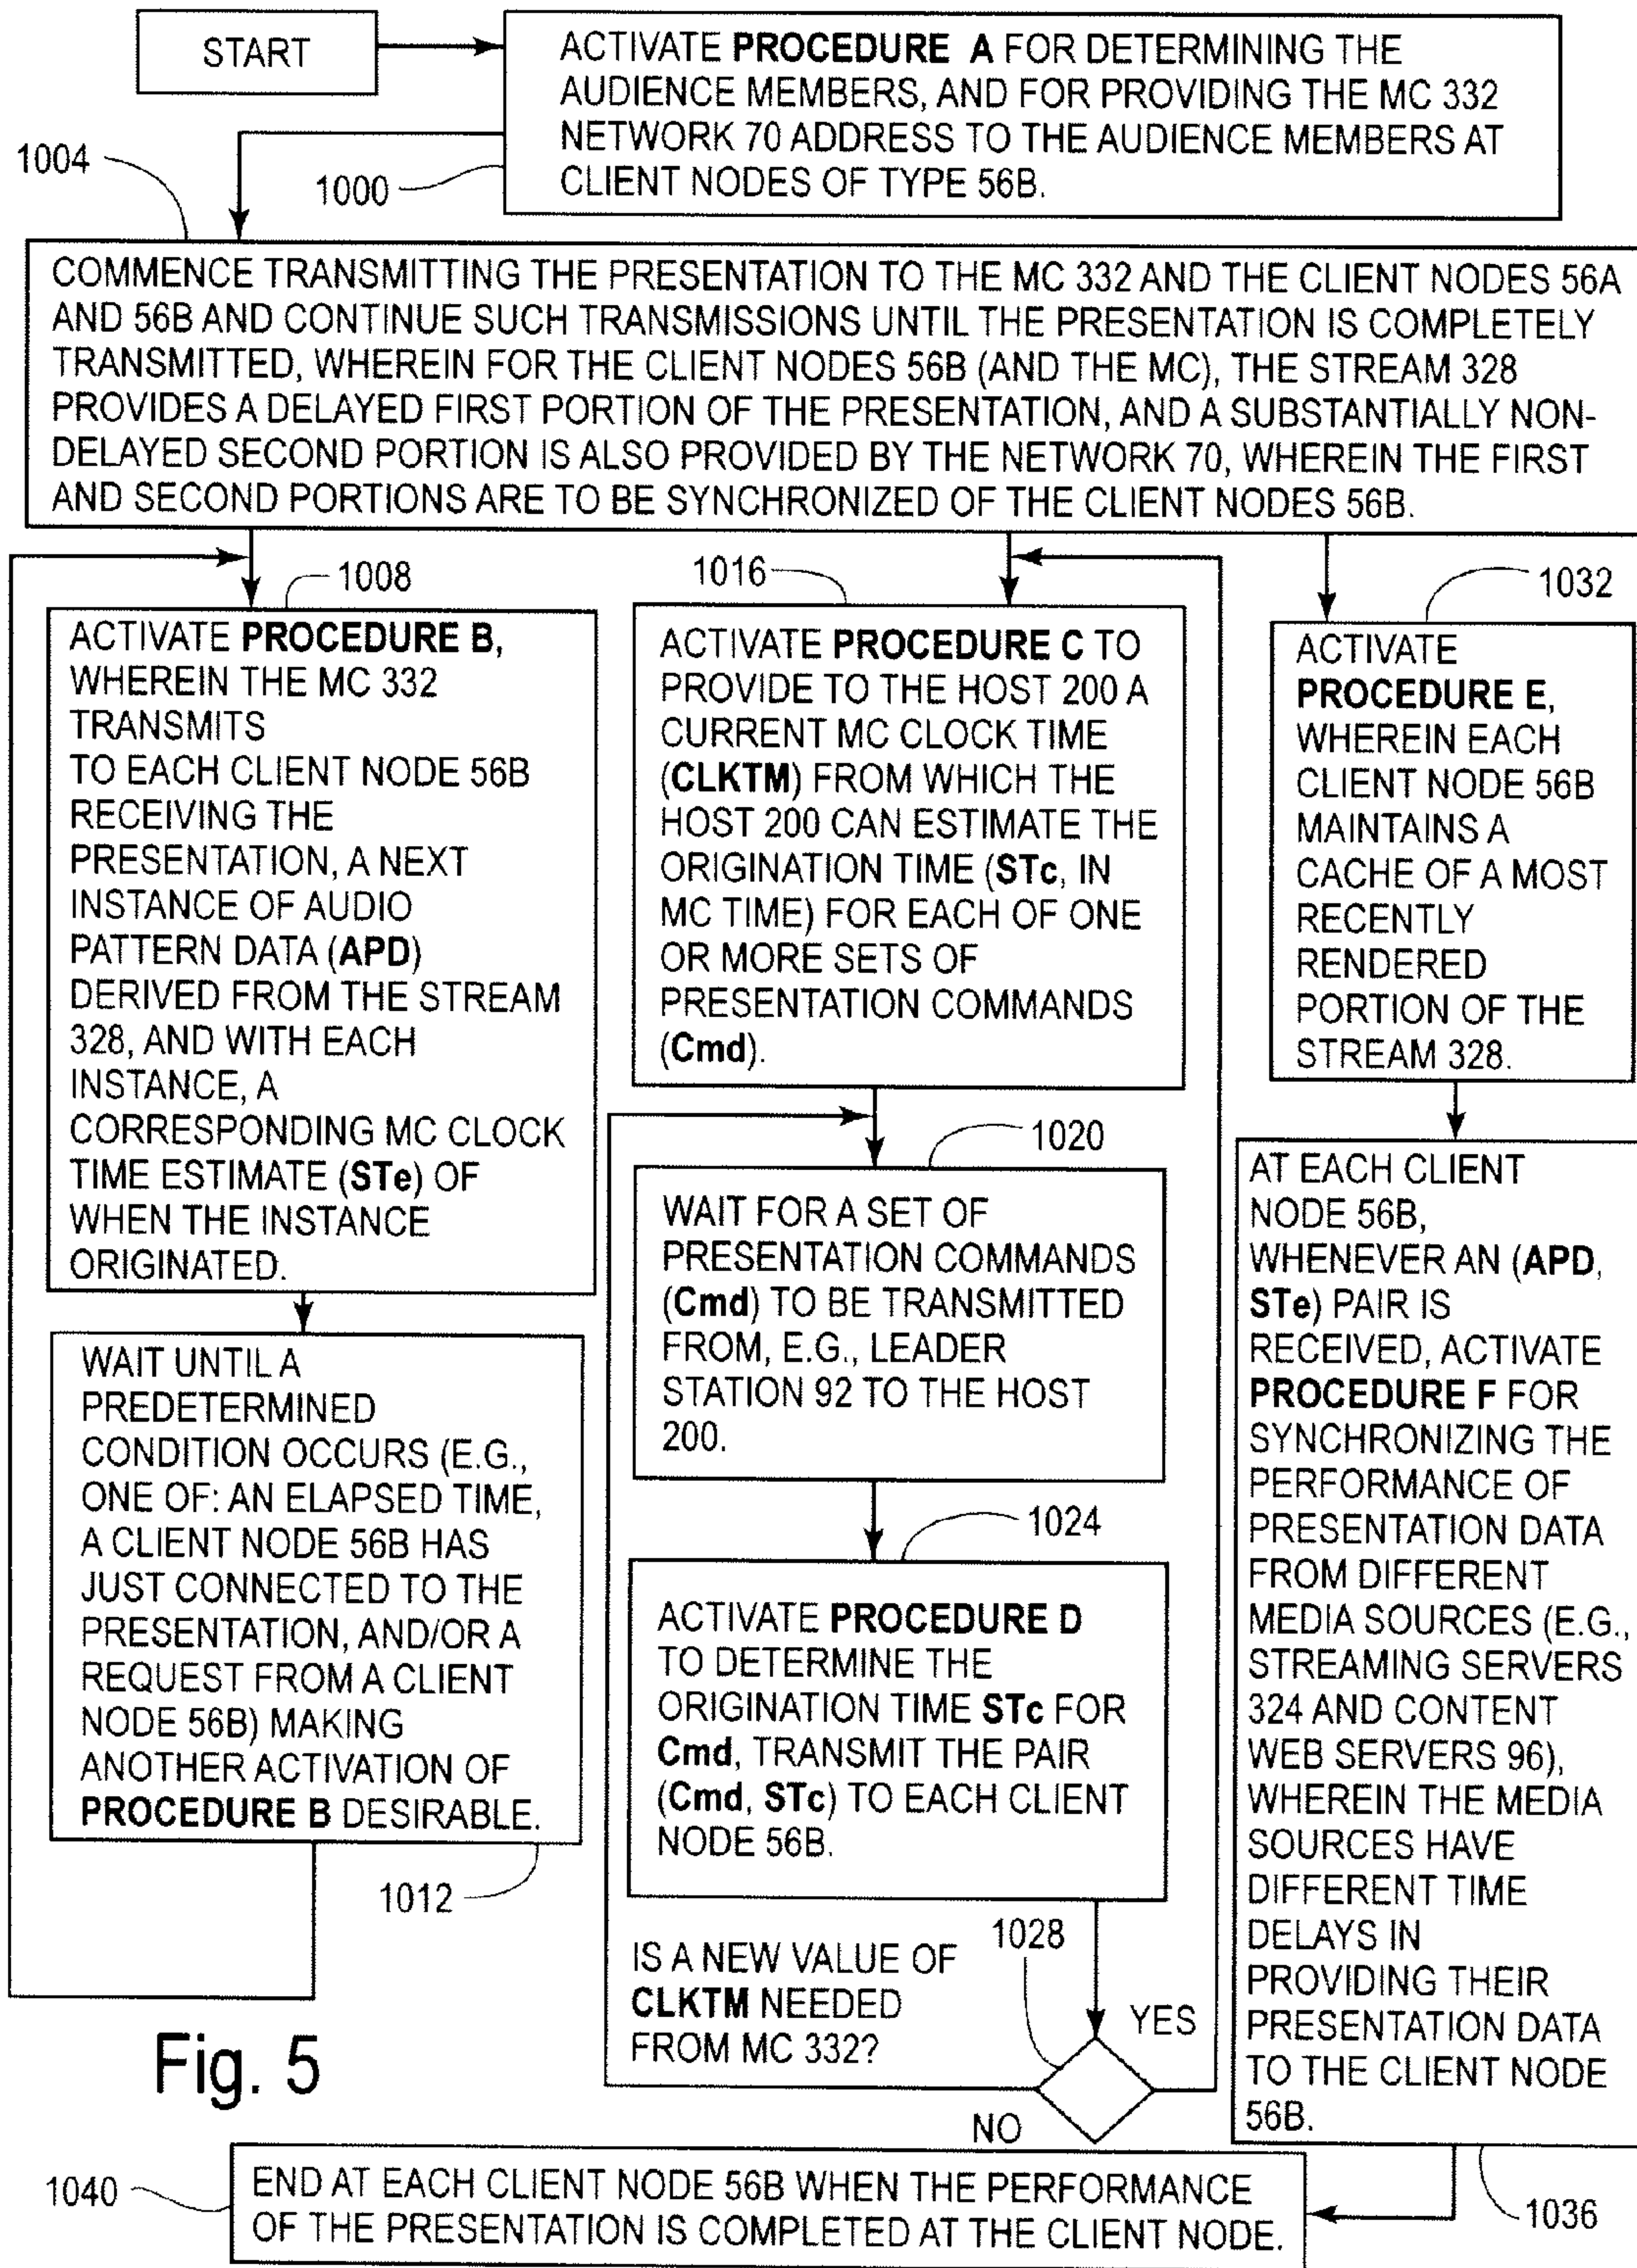 START
ACTIVATE PROCEDURE A FOR DETERMINING THE
AUDIENCE MEMBERS, AND FOR PROVIDING THE MC 332
NETWORK 70 ADDRESS TO THE AUDIENCE MEMBERS AT
CLIENT NODES OF TYPE 56B.
1004
1000
COMMENCE TRANSMITTING THE PRESENTATION TO THE MC 332 AND THE CLIENT NODES 56A
AND 56B AND CONTINUE SUCH TRANSMISSIONS UNTIL THE PRESENTATION IS COMPLETELY
TRANSMITTED, WHEREIN FOR THE CLIENT NODES 56B (AND THE MC), THE STREAM 328
PROVIDES A DELAYED FIRST PORTION OF THE PRESENTATION, AND A SUBSTANTIALLY NON-
DELAYED SECOND PORTION IS ALSO PROVIDED BY THE NETWORK 70, WHEREIN THE FIRST
AND SECOND PORTIONS ARE TO BE SYNCHRONIZED OF THE CLIENT NODES 56B.
1008
ACTIVATE PROCEDURE B,
WHEREIN THE MC 332
TRANSMITS
TO EACH CLIENT NODE 56B
RECEIVING THE
PRESENTATION, A NEXT
INSTANCE OF AUDIO
PATTERN DATA (APD)
DERIVED FROM THE STREAM
328, AND WITH EACH
INSTANCE, A
CORRESPONDING MC CLOCK
TIME ESTIMATE (STe) OF
WHEN THE INSTANCE
ORIGINATED.
WAIT UNTIL A
PREDETERMINED
CONDITION OCCURS (E.G.,
ONE OF: AN ELAPSED TIME,
A CLIENT NODE 56B HAS
JUST CONNECTED TO THE
PRESENTATION, AND/OR A
REQUEST FROM A CLIENT
NODE 56B) MAKING
ANOTHER ACTIVATION OF
PROCEDURE B DESIRABLE.
1012
1016
ACTIVATE PROCEDURE C TO
PROVIDE TO THE HOST 200 A
CURRENT MC CLOCK TIME
(CLKTM) FROM WHICH THE
HOST 200 CAN ESTIMATE THE
ORIGINATION TIME (STc, IN
MC TIME) FOR EACH OF ONE
OR MORE SETS OF
PRESENTATION COMMANDS
(Cmd).
1020
WAIT FOR A SET OF
PRESENTATION COMMANDS
(Cmd) TO BE TRANSMITTED
FROM, E.G., LEADER
STATION 92 TO THE HOST
200.
1024
ACTIVATE PROCEDURE D
TO DETERMINE THE
ORIGINATION TIME STc FOR
Cmd, TRANSMIT THE PAIR
(Cmd, STc) TO EACH CLIENT
NODE 56B.
1028
IS A NEW VALUE OF
CLKTM NEEDED
FROM MC 332?
YES
NO
1032
ACTIVATE
PROCEDURE E,
WHEREIN EACH
CLIENT NODE 56B
MAINTAINS A
CACHE OF A MOST
RECENTLY
RENDERED
PORTION OF THE
STREAM 328.
AT EACH CLIENT
NODE 56B,
WHENEVER AN (APD,
STe) PAIR IS
RECEIVED, ACTIVATE
PROCEDURE F FOR
SYNCHRONIZING THE
PERFORMANCE OF
PRESENTATION DATA
FROM DIFFERENT
MEDIA SOURCES (E.G.,
STREAMING SERVERS
324 AND CONTENT
WEB SERVERS 96),
WHEREIN THE MEDIA
SOURCES HAVE
DIFFERENT TIME
DELAYS IN
PROVIDING THEIR
PRESENTATION DATA
TO THE CLIENT NODE
56B.
1036
Fig. 5
1040
END AT EACH CLIENT NODE 56B WHEN THE PERFORMANCE
OF THE PRESENTATION IS COMPLETED AT THE CLIENT NODE.